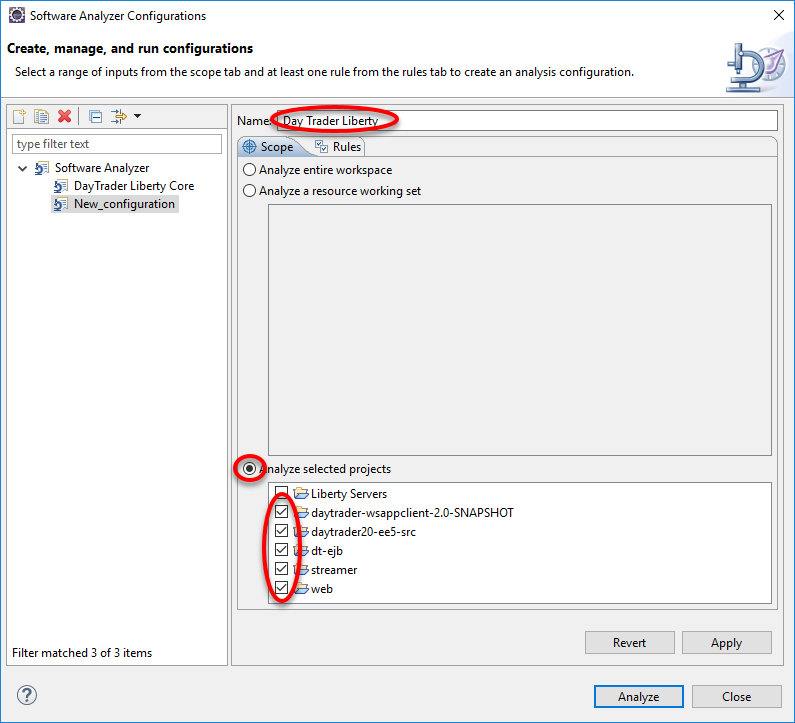 Software Analyzer Configurations
Create, manage, and run configurations
Select a range of inputs from the scope tab and at least one rule from the rules tab to create an analysis configuration.
type filter text
Software Analyzer
DayTrader Liberty Core
New_configuration
Filter matched 3 of 3 items
Name: Day Trader Liberty
Scope Rules
Analyze entire workspace
Analyze a resource working set
Analyze selected projects
Liberty Servers
daytrader-wsappclient-2.0-SNAPSHOT
daytrader20-ee5-src
dt-ejb
streamer
web
Revert Apply
? Analyze Close